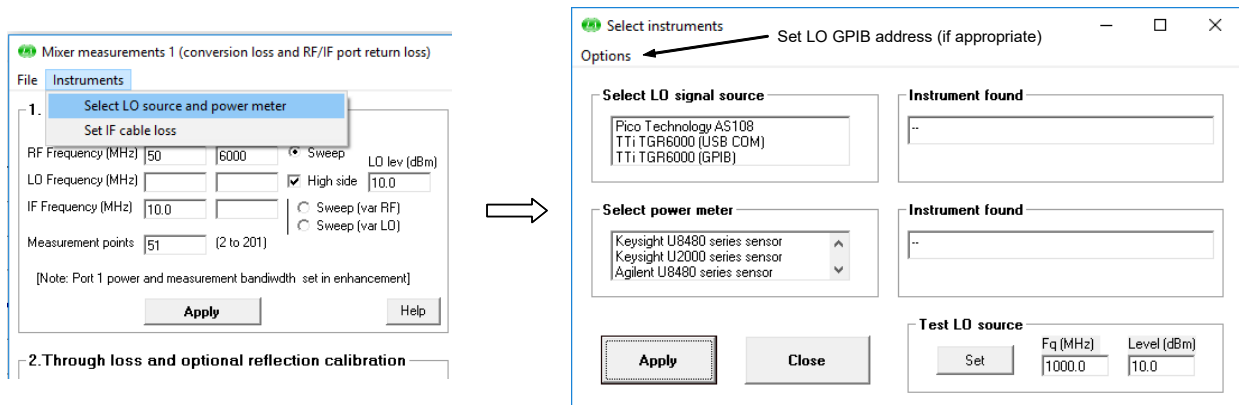 Mixer measurements 1 (conversion loss and RF/IF port return loss)
File Instruments
1.
Select LO source and power meter
Set IF cable loss
RF Frequency (MHz) 50 6000 Sweep LO lev (dBm)
LO Frequency (MHz) High side 10.0
IF Frequency (MHz) 10.0 Sweep (var RF)
Sweep (var LO)
Measurement points 51 (2 to 201)
[Note: Port 1 power and measurement bandiwdth set in enhancement]
Apply Help
2.Through loss and optional reflection calibration
Select instruments
Set LO GPIB address (if appropriate)
Options
Select LO signal source
Pico Technology AS108
TTi TGR6000 (USB COM)
TTi TGR6000 (GPIB)
Instrument found
--
Select power meter
Keysight U8480 series sensor
Keysight U2000 series sensor
Agilent U8480 series sensor
Instrument found
--
Apply Close
Test LO source
Fq (MHz) Level (dBm)
Set 1000.0 10.0